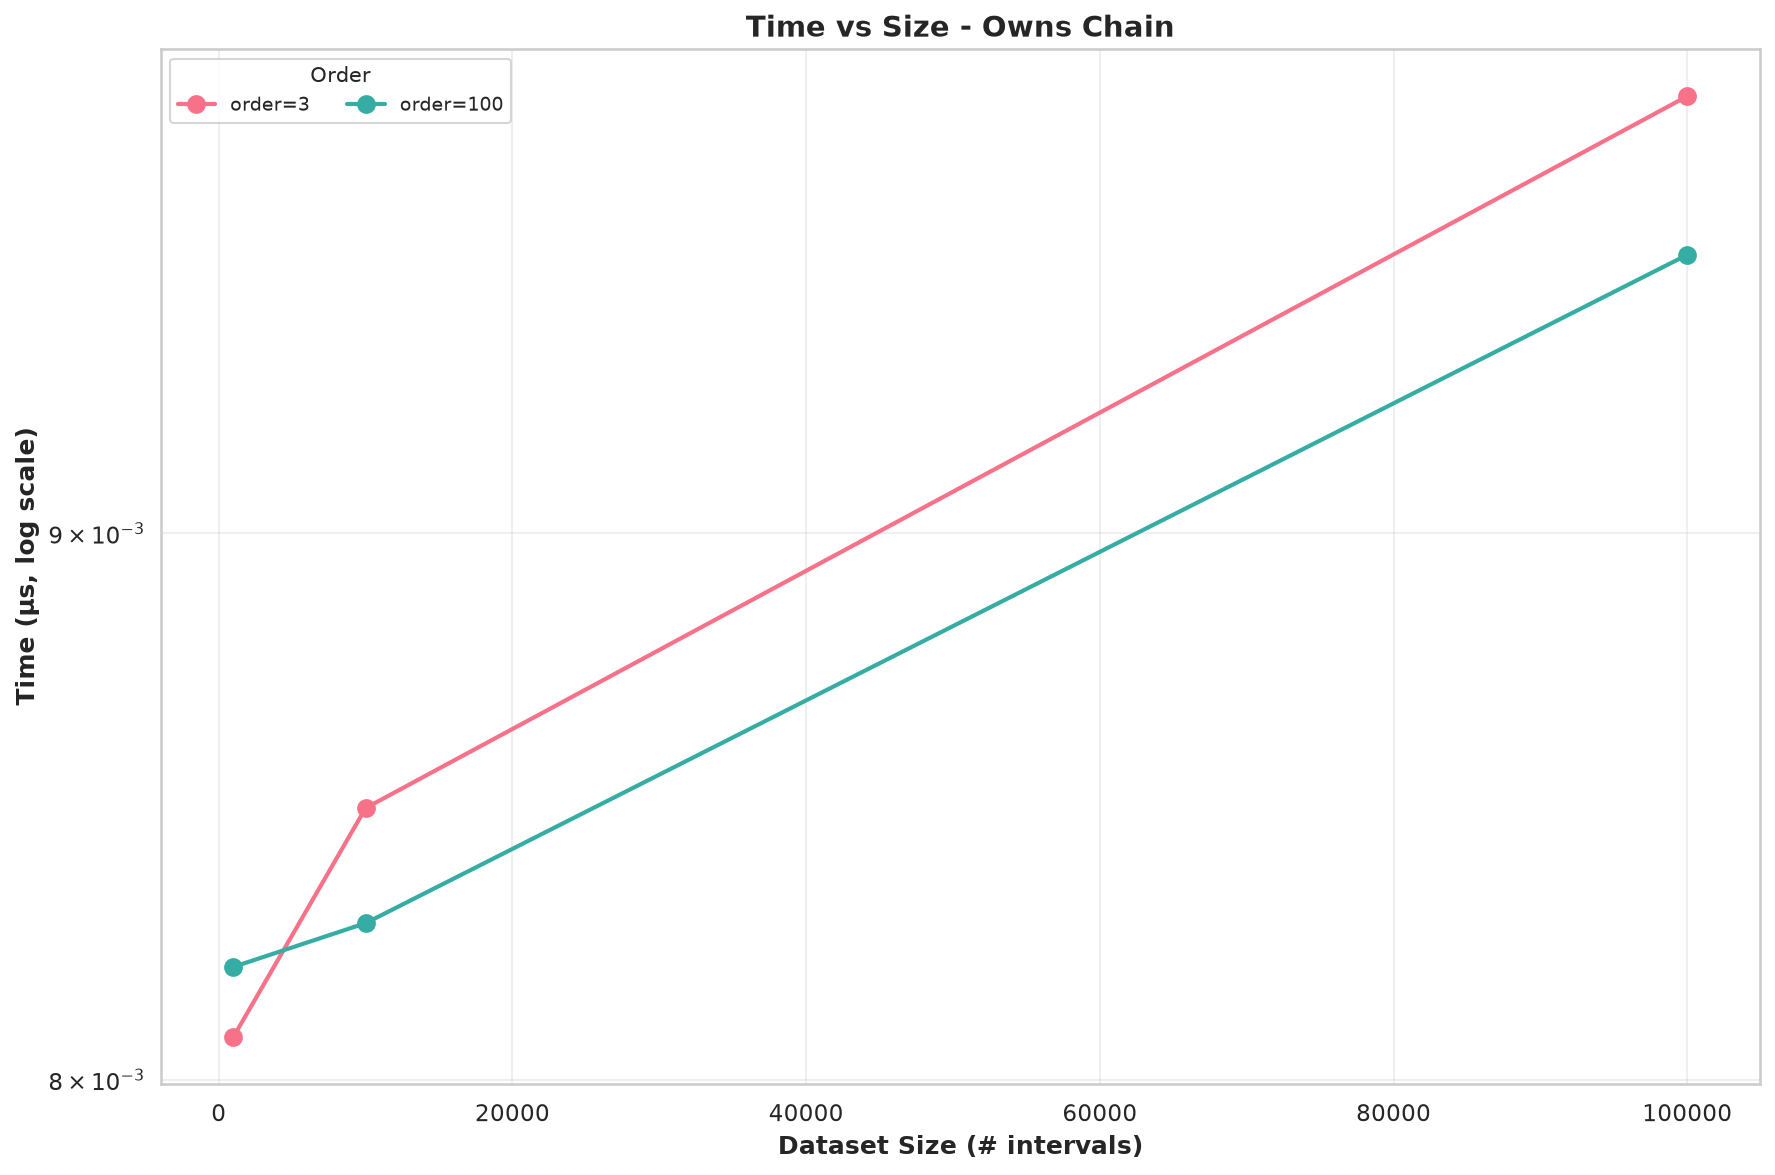 Time vs Size - Owns Chain
Order
order=3 order=100
Time (µs, log scale)
9 × 10⁻³
8 × 10⁻³
0 20000 40000 60000 80000 100000
Dataset Size (# intervals)